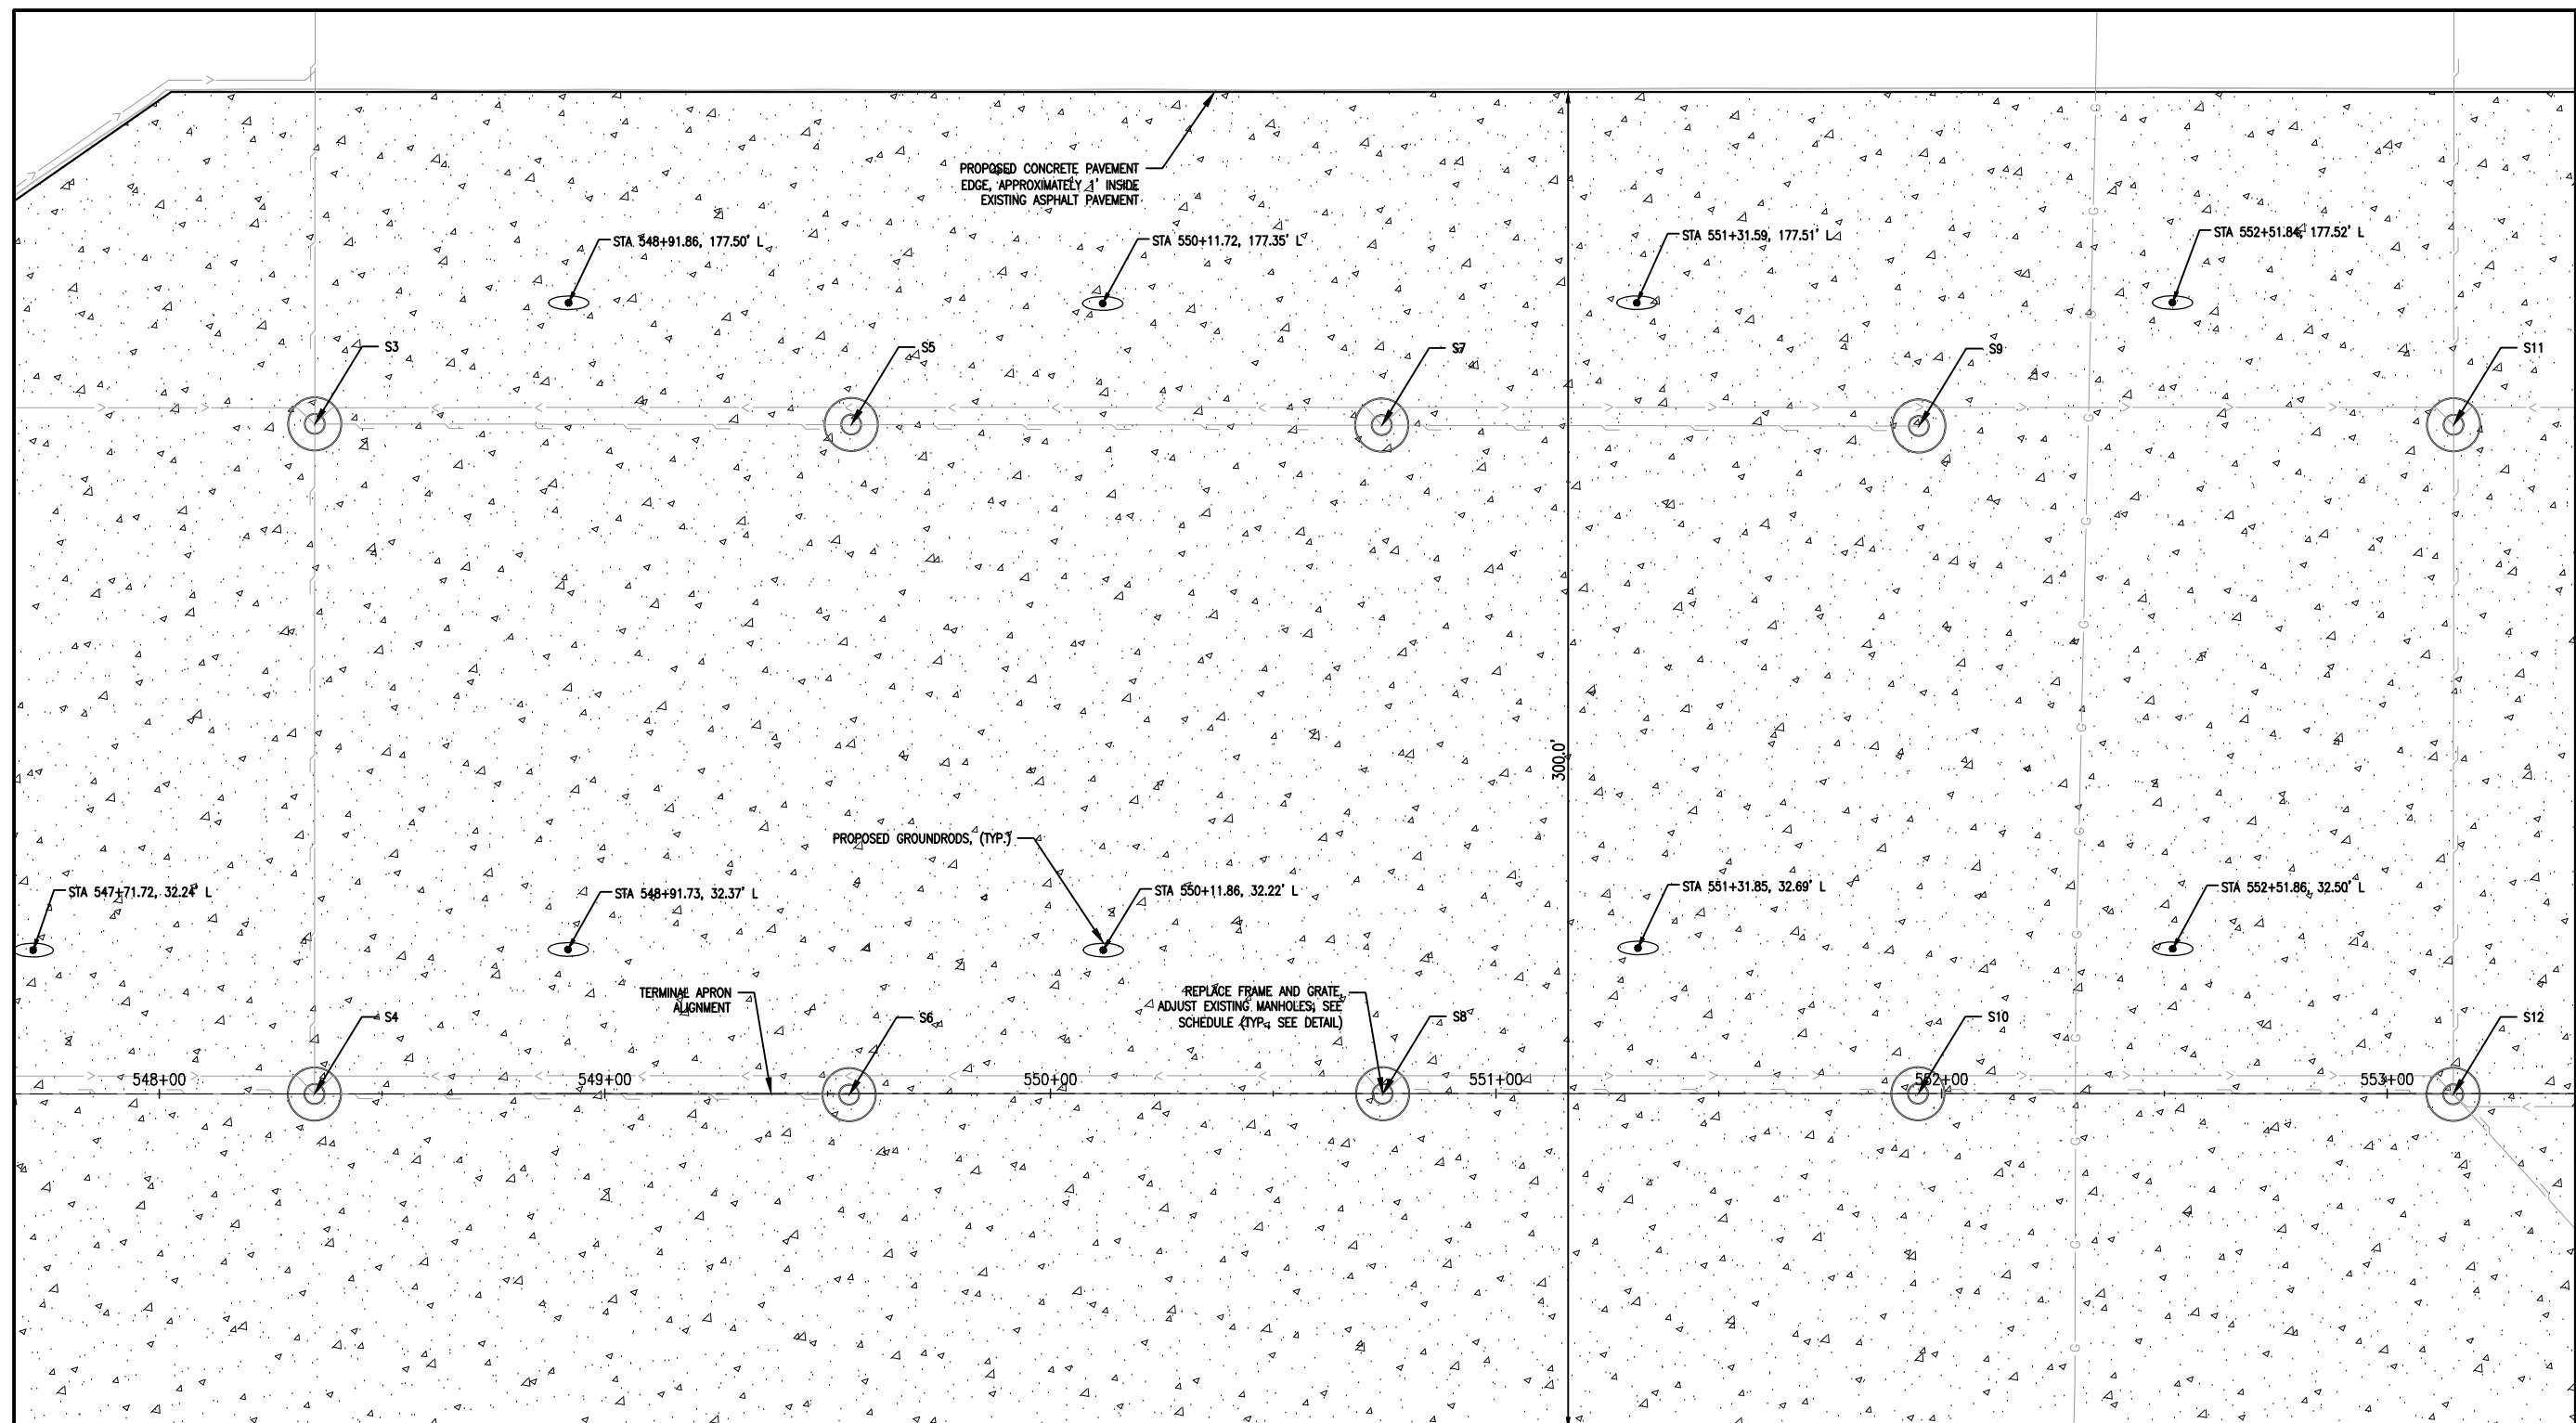 PROPOSED CONCRETE PAVEMENT
EDGE, APPROXIMATELY 1' INSIDE
EXISTING ASPHALT PAVEMENT
STA 548+91.86, 177.50' L
STA 550+11.72, 177.35' L
STA 551+31.59, 177.51' L
STA 552+51.84, 177.52' L
S3
S5
S7
S9
S11
300.0'
PROPOSED GROUNDRODS, (TYP.)
STA 547+71.72, 32.24' L
STA 548+91.73, 32.37' L
STA 550+11.86, 32.22' L
STA 551+31.85, 32.69' L
STA 552+51.86, 32.50' L
TERMINAL APRON
ALIGNMENT
REPLACE FRAME AND GRATE,
ADJUST EXISTING MANHOLES, SEE
SCHEDULE (TYP., SEE DETAIL)
S4
S6
S8
S10
S12
548+00
549+00
550+00
551+00
552+00
553+00
G
G
G
G
G
G
G
G
G
G
G
G
G